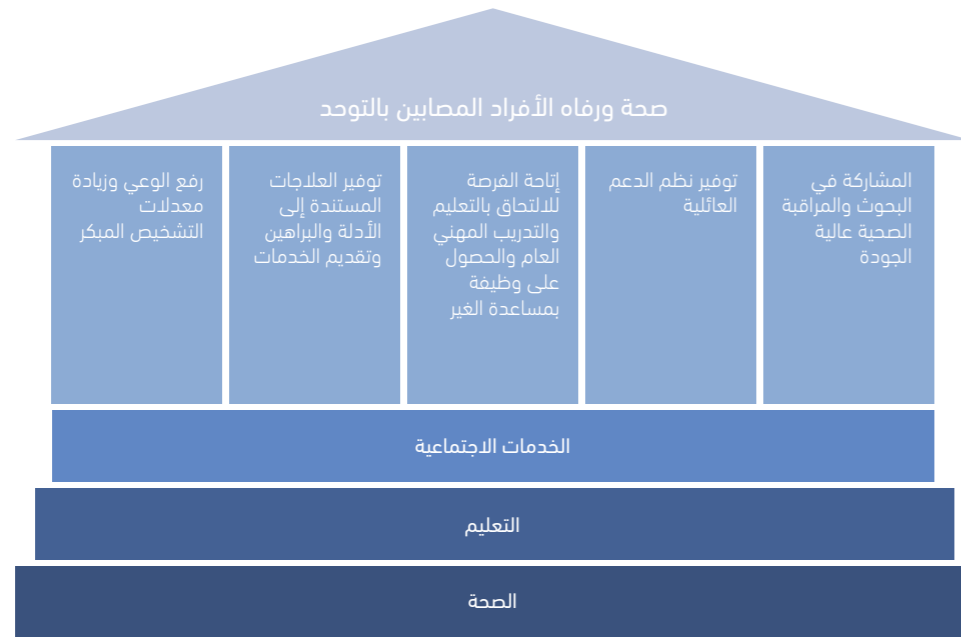 صحة ورفاه الأفراد المصابين بالتوحد
المشاركة في
البحوث والمراقبة
الصحية عالية
الجودة
توفير نظم الدعم
العائلية
إتاحة الفرصة
للالتحاق بالتعليم
والتدريب المهني
العام والحصول
على وظيفة
بمساعدة الغير
توفير العلاجات
المستندة إلى
الأدلة والبراهين
وتقديم الخدمات
رفع الوعي وزيادة
معدلات
التشخيص المبكر
الخدمات الاجتماعية
التعليم
الصحة